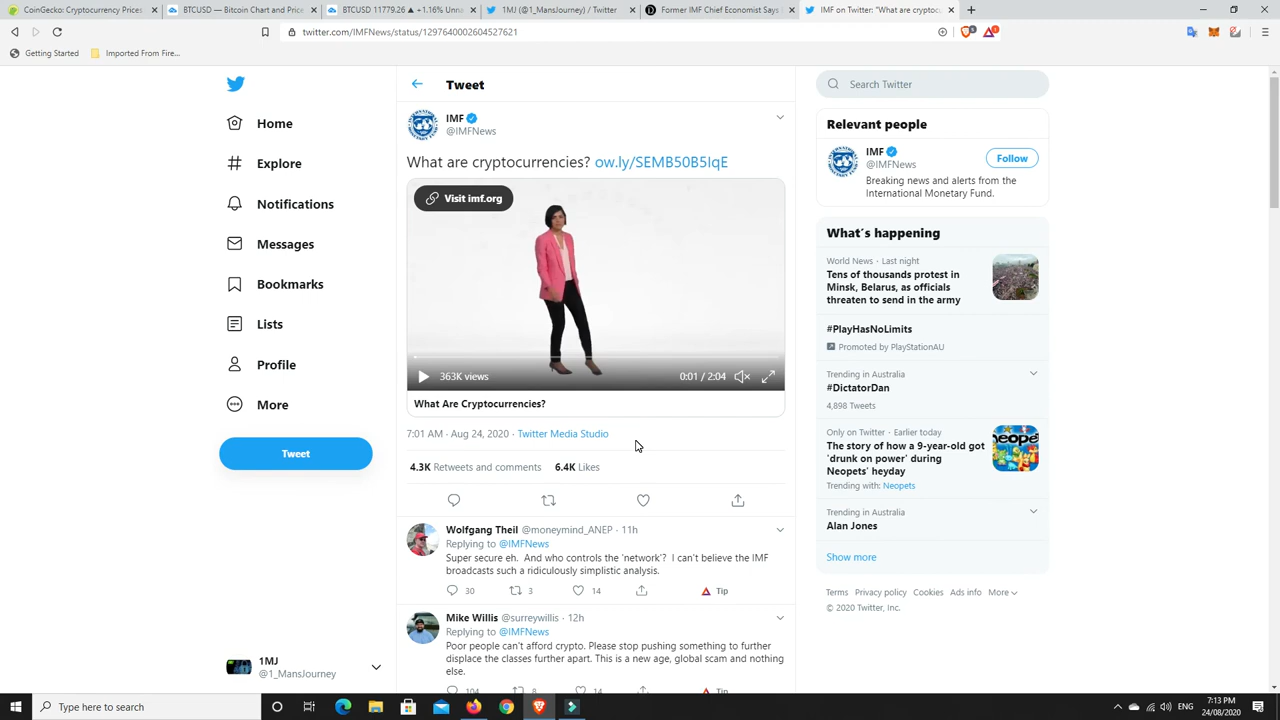 CoinGecko: Cryptocurrency Prices
BTCUSD — Bitcoin Chart and Price
BTCUSD 11779.26 ▲ +1.16% Unna
1MJ (@1_MansJourney) / Twitter
Former IMF Chief Economist Says
IMF on Twitter: "What are cryptoc
twitter.com/IMFNews/status/1297640002604527621
Getting Started
Imported From Fire...
Home
Explore
Notifications
Messages
Bookmarks
Lists
Profile
More
Tweet
1MJ
@1_MansJourney
Tweet
IMF
@IMFNews
What are cryptocurrencies? ow.ly/SEMB50B5IqE
Visit imf.org
363K views
0:01 / 2:04
What Are Cryptocurrencies?
7:01 AM · Aug 24, 2020 · Twitter Media Studio
4.3K Retweets and comments 6.4K Likes
Wolfgang Theil @moneymind_ANEP · 11h
Replying to @IMFNews
Super secure eh. And who controls the 'network'? I can't believe the IMF
broadcasts such a ridiculously simplistic analysis.
30 3 14 Tip
Mike Willis @surreywillis · 12h
Replying to @IMFNews
Poor people can't afford crypto. Please stop pushing something to further
displace the classes further apart. This is a new age, global scam and nothing
else.
104 8 14 Tip
Search Twitter
Relevant people
IMF
@IMFNews
Follow
Breaking news and alerts from the
International Monetary Fund.
What's happening
World News · Last night
Tens of thousands protest in
Minsk, Belarus, as officials
threaten to send in the army
#PlayHasNoLimits
Promoted by PlayStationAU
Trending in Australia
#DictatorDan
4,898 Tweets
Only on Twitter · Earlier today
The story of how a 9-year-old got
'drunk on power' during
Neopets' heyday
Trending with: Neopets
Trending in Australia
Alan Jones
Show more
Terms Privacy policy Cookies Ads info More
© 2020 Twitter, Inc.
Type here to search
ENG
7:13 PM
24/08/2020